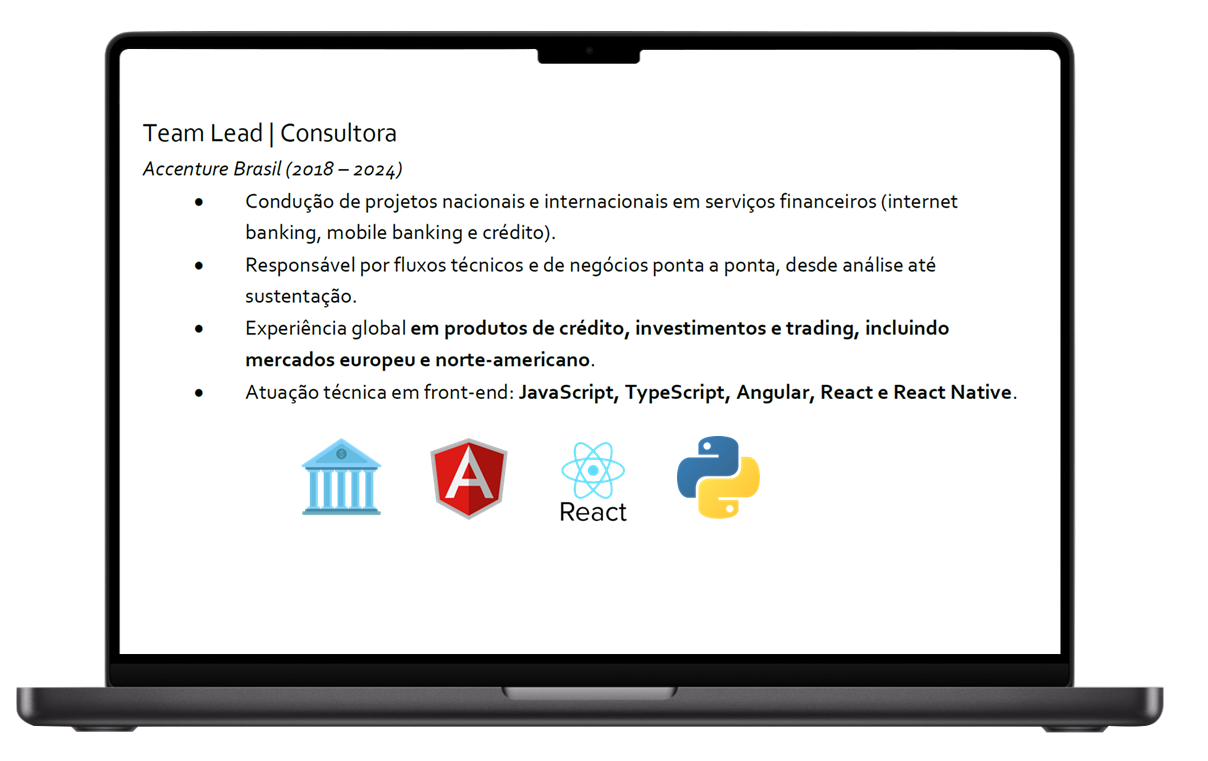 Team Lead | Consultora
Accenture Brasil (2018 – 2024)
• Condução de projetos nacionais e internacionais em serviços financeiros (internet
banking, mobile banking e crédito).
• Responsável por fluxos técnicos e de negócios ponta a ponta, desde análise até
sustentação.
• Experiência global em produtos de crédito, investimentos e trading, incluindo
mercados europeu e norte-americano.
• Atuação técnica em front-end: JavaScript, TypeScript, Angular, React e React Native.
$
A
React